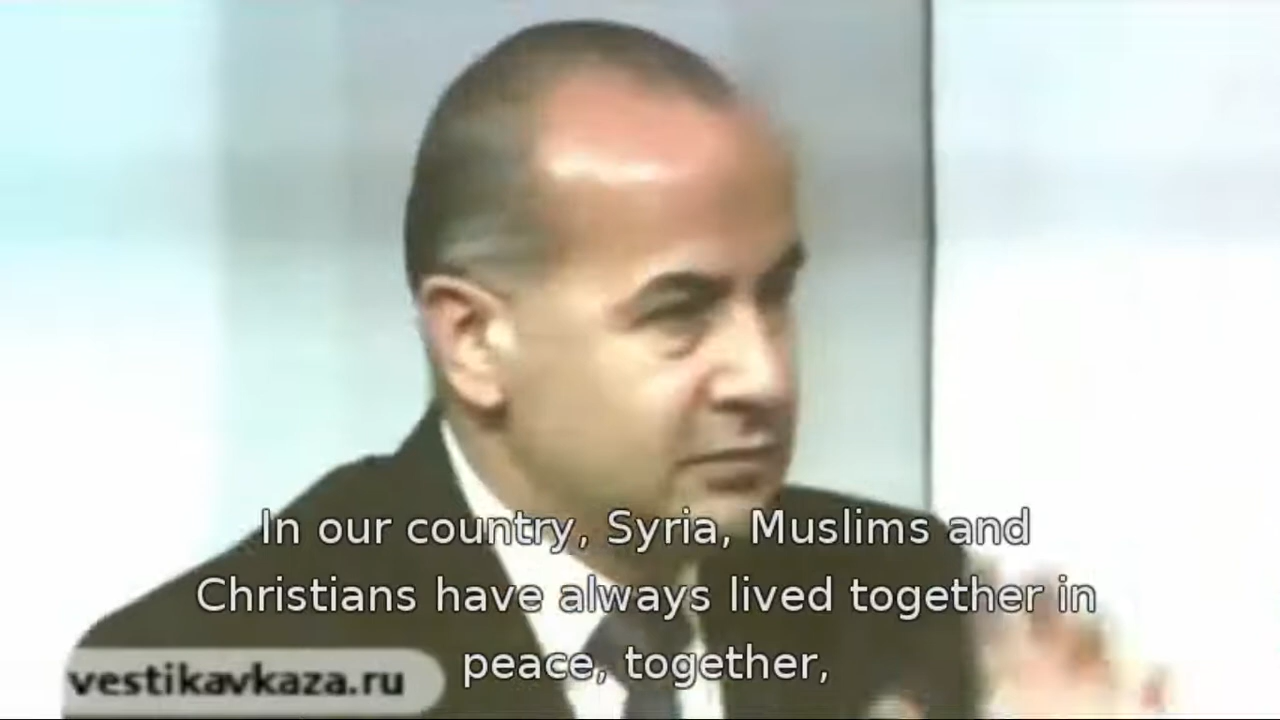 In our country, Syria, Muslims and
Christians have always lived together in
peace, together,
vestikavkaza.ru